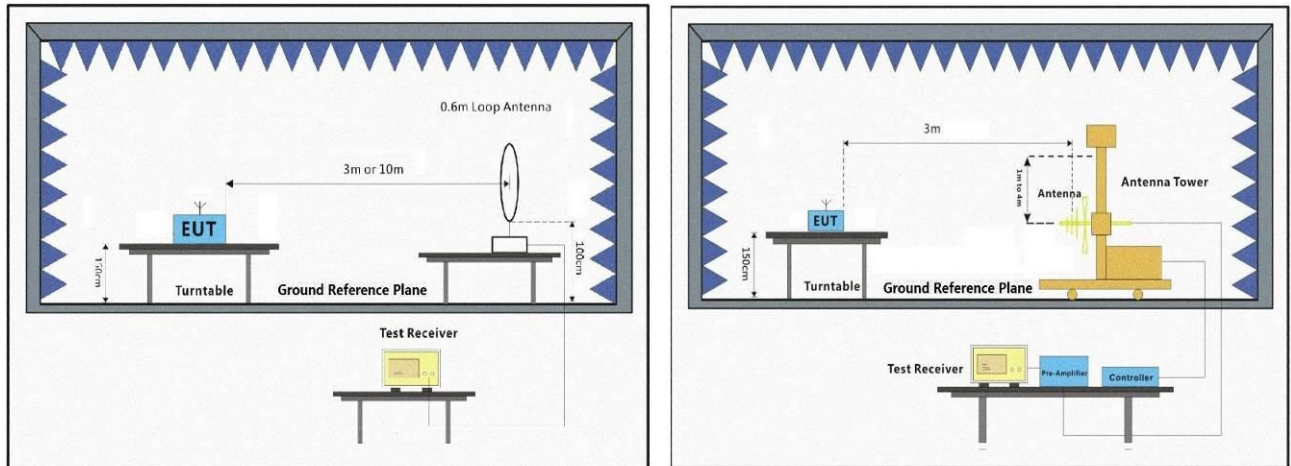 0.6m Loop Antenna
3m or 10m
EUT
150cm
100cm
Turntable
Ground Reference Plane
Test Receiver
3m
1m to 4m
Antenna
Antenna Tower
EUT
150cm
Turntable
Ground Reference Plane
Test Receiver
Pre-Amplifier
Controller